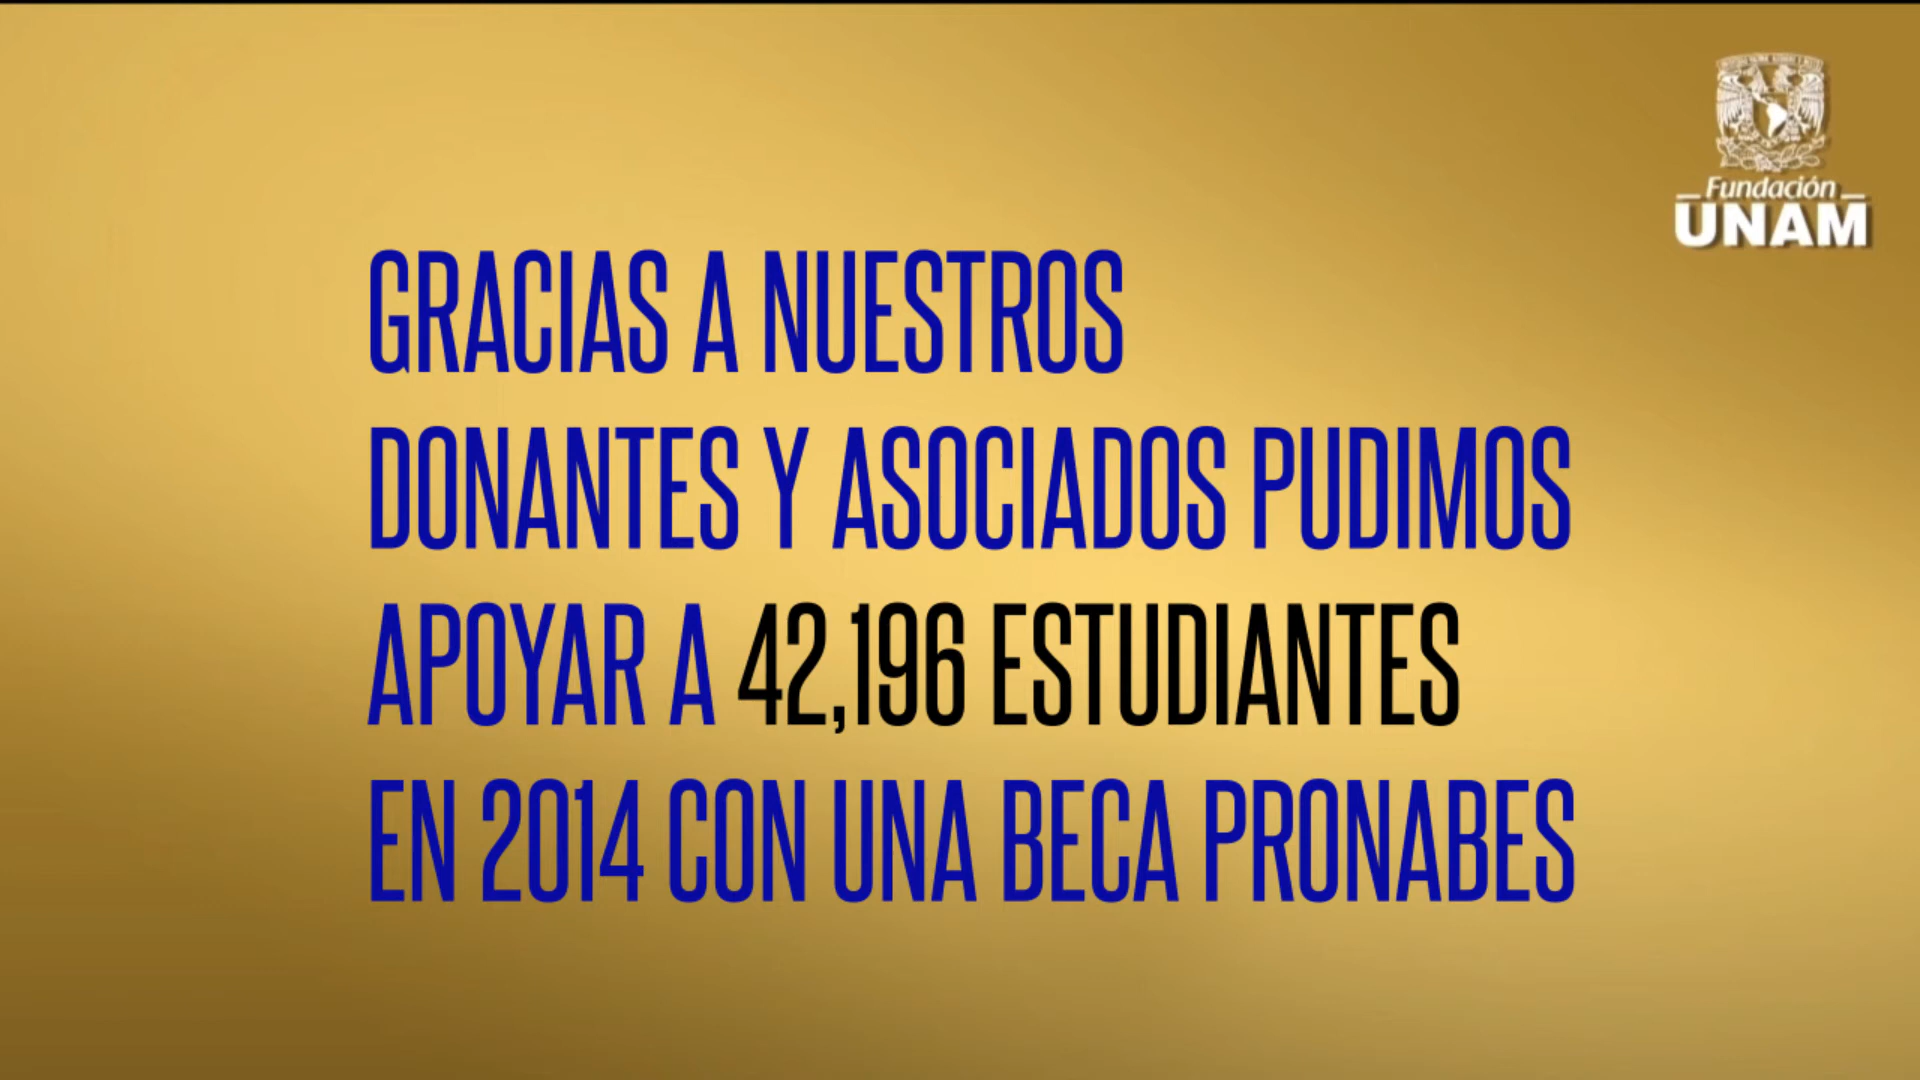 Fundación
UNAM
GRACIAS A NUESTROS
DONANTES Y ASOCIADOS PUDIMOS
APOYAR A 42,196 ESTUDIANTES
EN 2014 CON UNA BECA PRONABES